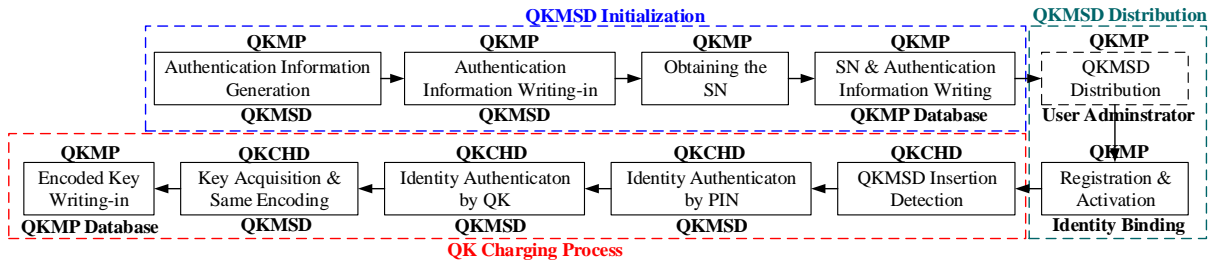 QKMSD Initialization
QKMSD Distribution
QKMP
QKMP
QKMP
QKMP
QKMP
Authentication Information
Generation
Authentication
Information Writing-in
Obtaining the
SN
SN & Authentication
Information Writing
QKMSD
Distribution
QKMSD
QKMSD
QKMP Database
User Adminstrator
QKMP
QKCHD
QKCHD
QKCHD
QKCHD
QKMP
Encoded Key
Writing-in
Key Acquisition &
Same Encoding
Identity Authenticaton
by QK
Identity Authenticaton
by PIN
QKMSD Insertion
Detection
Registration &
Activation
QKMP Database
QKMSD
QKMSD
QKMSD
Identity Binding
QK Charging Process